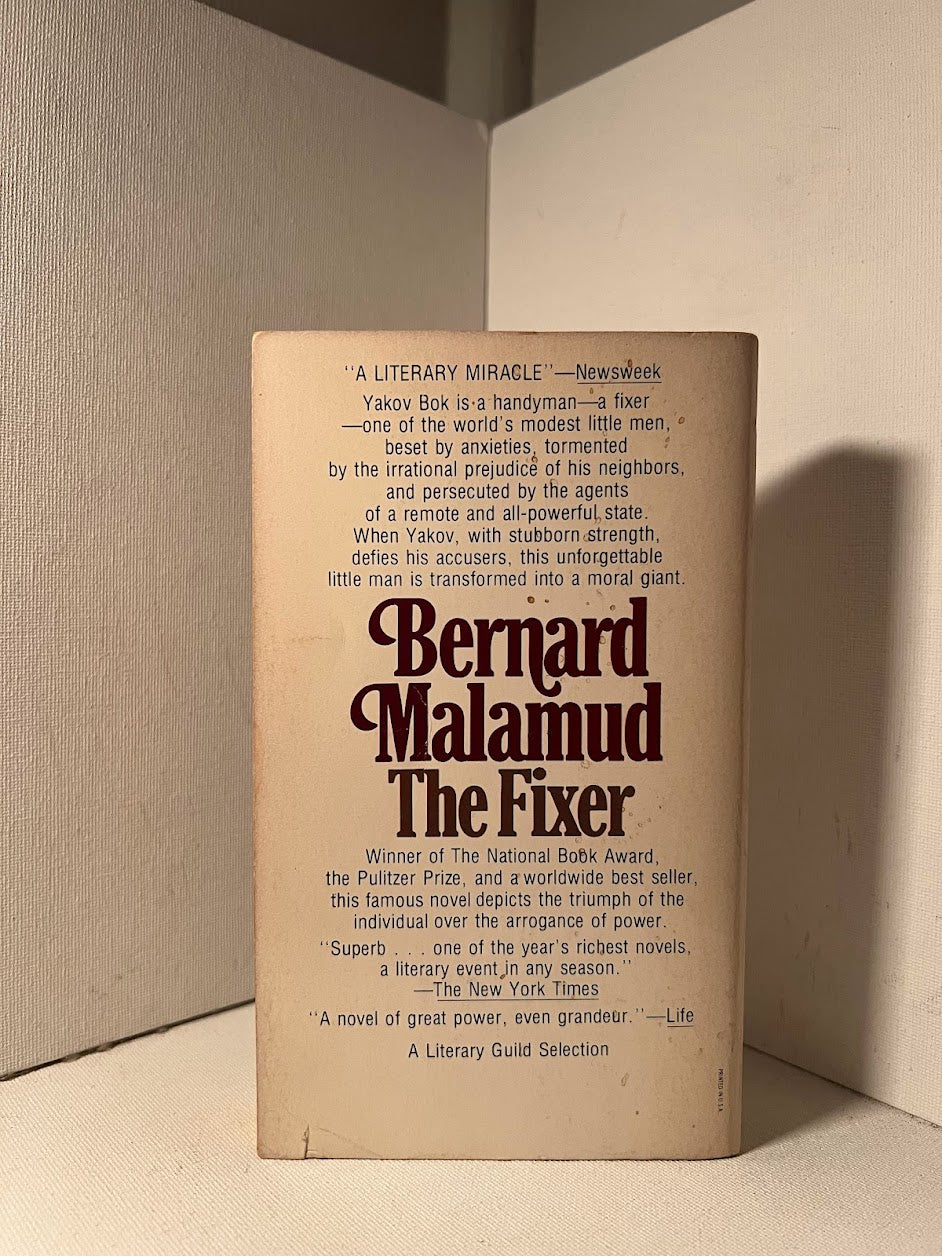 "A LITERARY MIRACLE"—Newsweek
Yakov Bok is a handyman—a fixer
—one of the world's modest little men,
beset by anxieties, tormented
by the irrational prejudice of his neighbors,
and persecuted by the agents
of a remote and all-powerful state.
When Yakov, with stubborn strength,
defies his accusers, this unforgettable
little man is transformed into a moral giant.
Bernard
Malamud
The Fixer
Winner of The National Book Award,
the Pulitzer Prize, and a worldwide best seller,
this famous novel depicts the triumph of the
individual over the arrogance of power.
"Superb . . . one of the year's richest novels,
a literary event in any season."
—The New York Times
"A novel of great power, even grandeur."—Life
A Literary Guild Selection
PRINTED IN U.S.A.